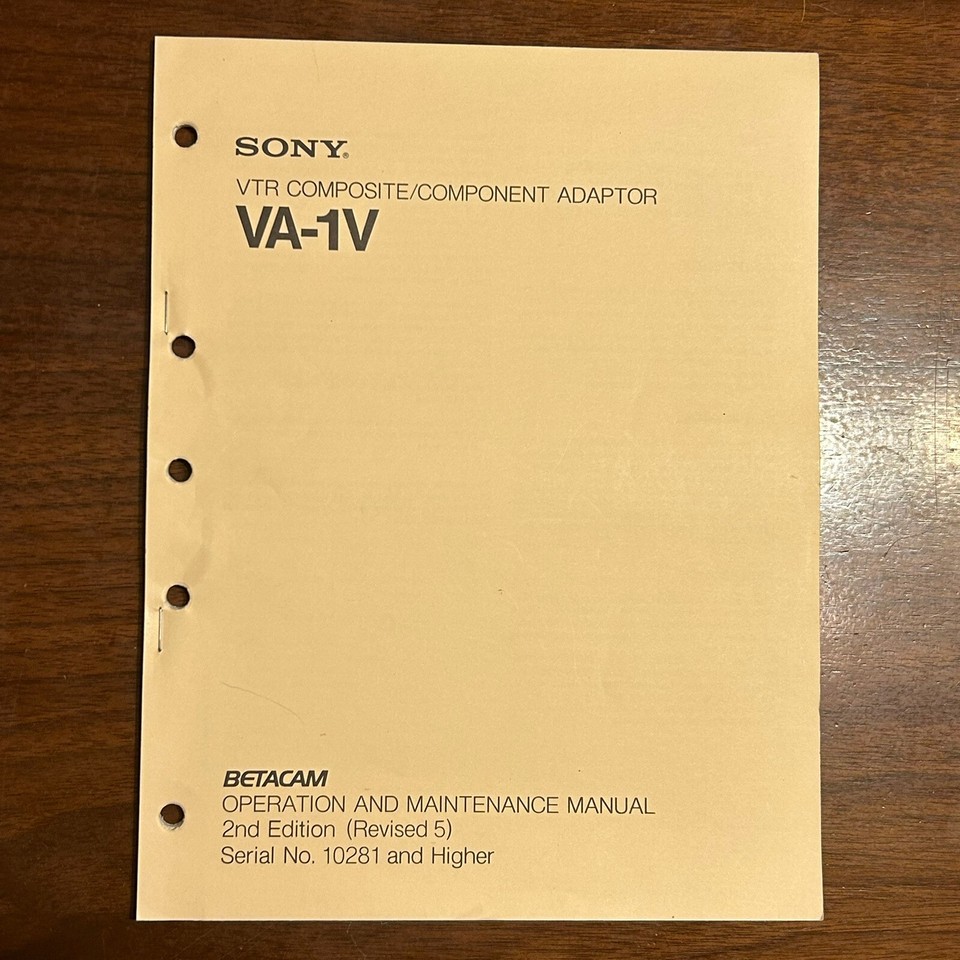 SONY®
VTR COMPOSITE/COMPONENT ADAPTOR
VA-1V
BETACAM
OPERATION AND MAINTENANCE MANUAL
2nd Edition (Revised 5)
Serial No. 10281 and Higher